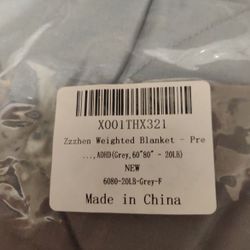 X001THX321
Zzzhen Weighted Blanket - Pre
...,ADHD(Grey,60"80" - 20LB)
NEW
6080-20LB-Grey-F
Made in China